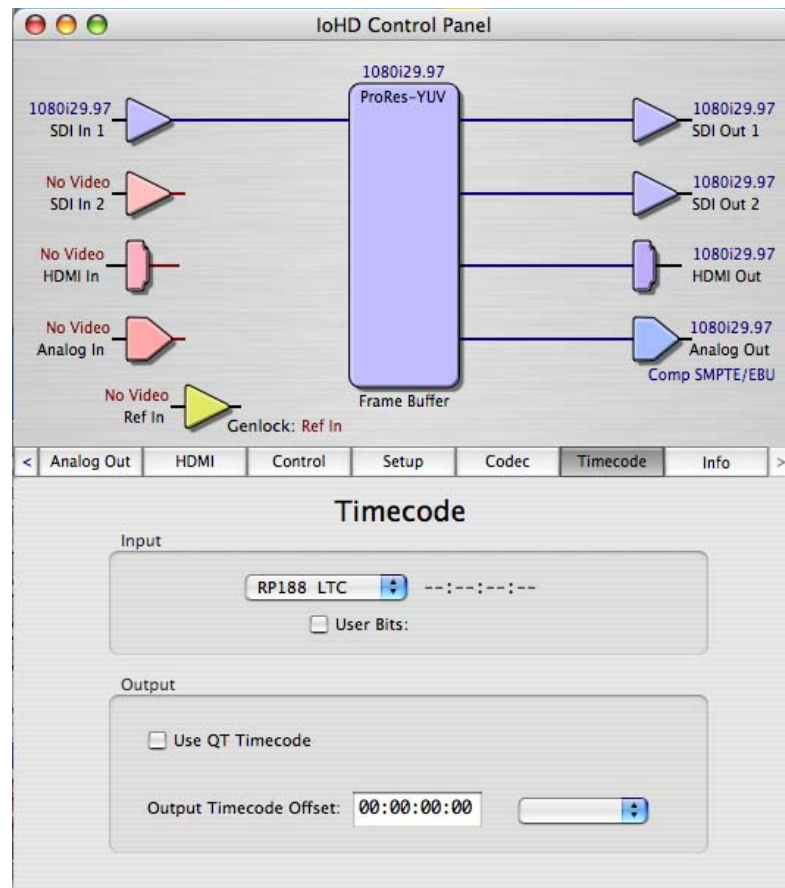 IoHD Control Panel
1080i29.97
ProRes-YUV
1080i29.97
SDI In 1
1080i29.97
SDI Out 1
No Video
SDI In 2
1080i29.97
SDI Out 2
No Video
HDMI In
1080i29.97
HDMI Out
No Video
Analog In
1080i29.97
Analog Out
Comp SMPTE/EBU
No Video
Ref In
Genlock: Ref In
Frame Buffer
< Analog Out HDMI Control Setup Codec Timecode Info >
Timecode
Input
RP188 LTC --:--:--:--
User Bits:
Output
Use QT Timecode
Output Timecode Offset: 00:00:00:00